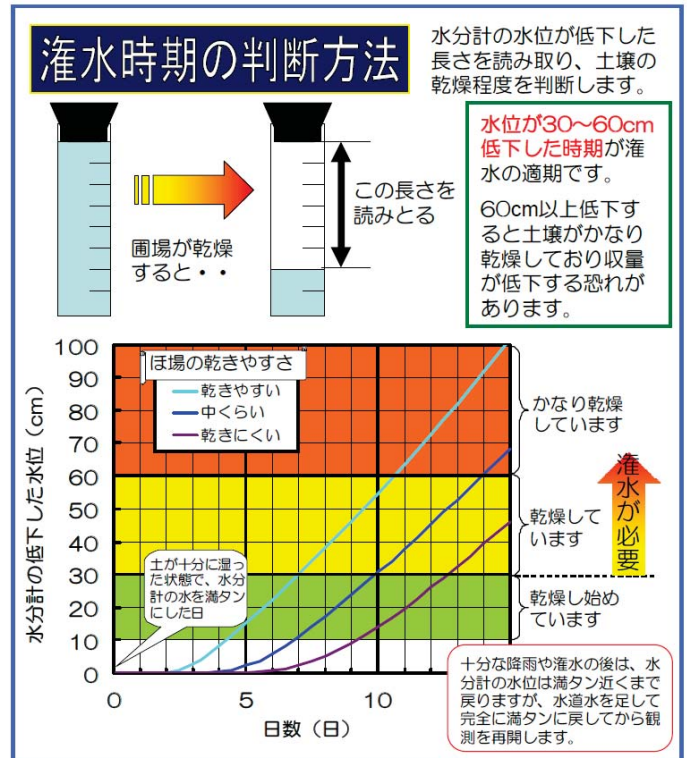 潅水時期の判断方法
水分計の水位が低下した
長さを読み取り、土壌の
乾燥程度を判断します。
水位が30～60cm
低下した時期が潅
水の適期です。
60cm以上低下す
ると土壌がかなり
乾燥しており収量
が低下する恐れが
あります。
圃場が乾燥
すると・・
この長さを
読みとる
水分計の低下した水位（cm）
100
90
80
70
60
50
40
30
20
10
0
ほ場の乾きやすさ
乾きやすい
中くらい
乾きにくい
土が十分に湿っ
た状態で、水分
計の水を満タン
にした日
0
5
10
日数（日）
かなり乾燥
しています
乾燥して
います
乾燥し始め
ています
潅水が必要
十分な降雨や潅水の後は、水
分計の水位は満タン近くまで
戻りますが、水道水を足して
完全に満タンに戻してから観
測を再開します。